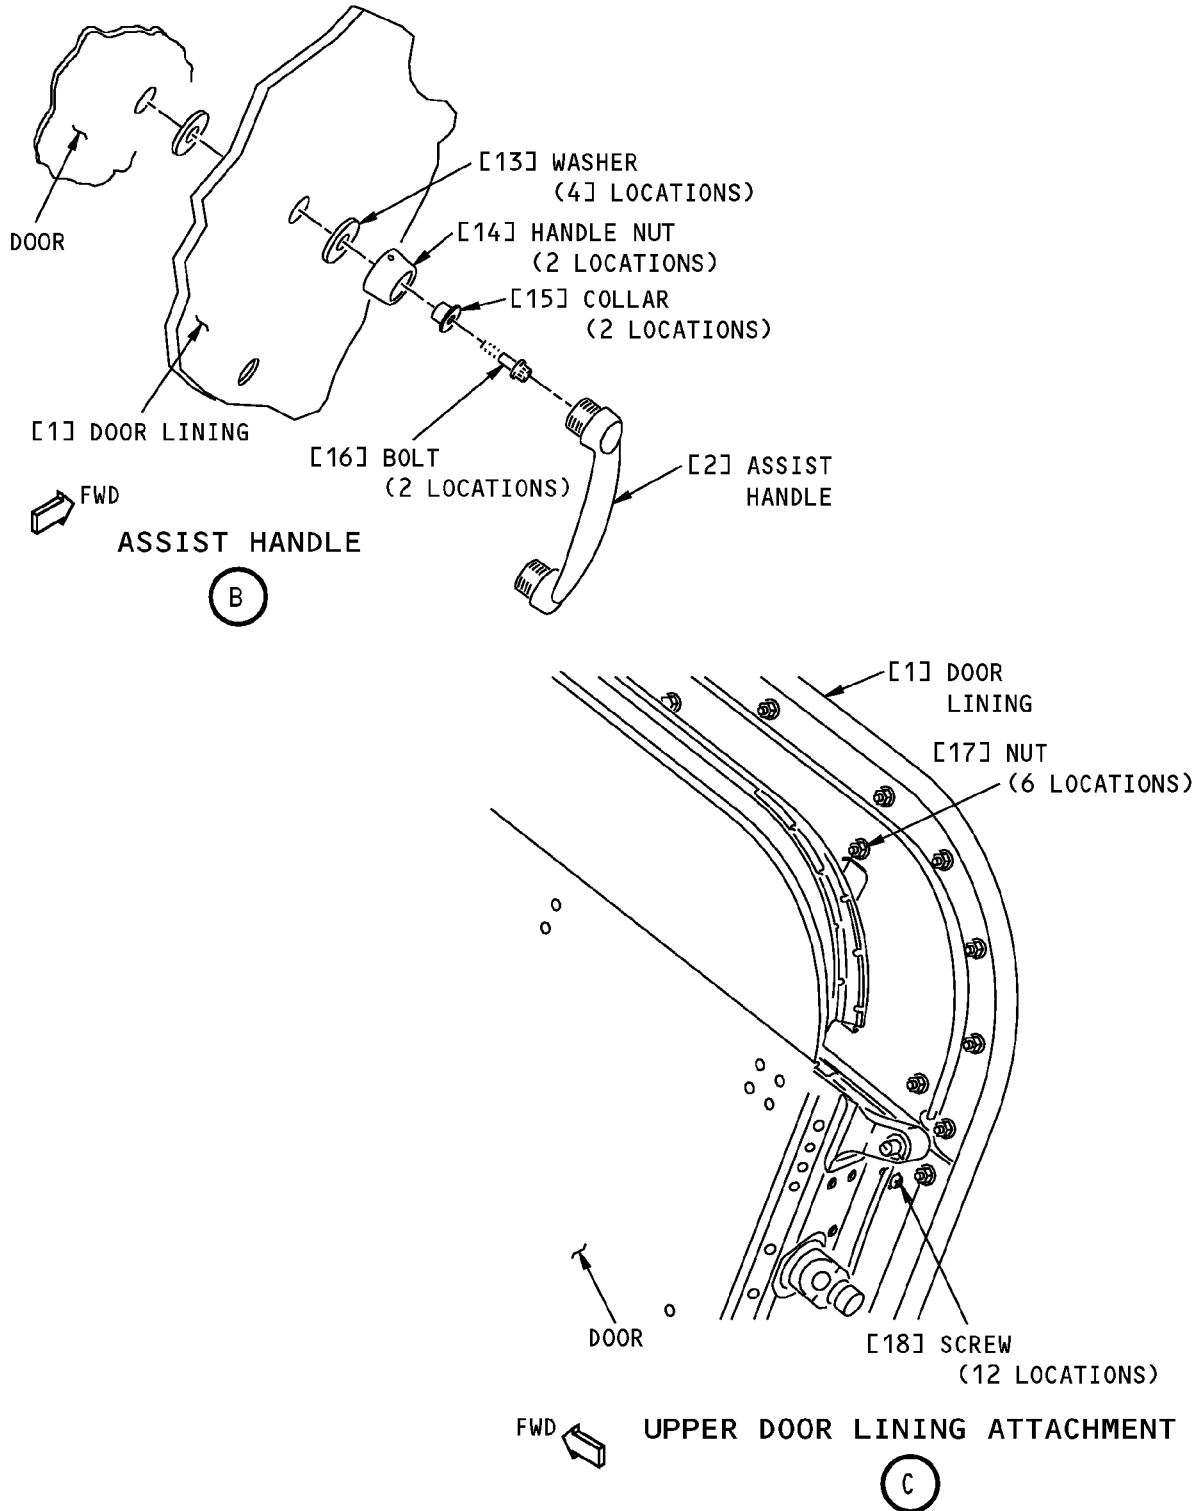 [13] WASHER
(4] LOCATIONS)
DOOR
[14] HANDLE NUT
(2 LOCATIONS)
[15] COLLAR
(2 LOCATIONS)
[1] DOOR LINING
[16] BOLT
(2 LOCATIONS)
[2] ASSIST
HANDLE
FWD
ASSIST HANDLE
B
[1] DOOR
LINING
[17] NUT
(6 LOCATIONS)
DOOR
[18] SCREW
(12 LOCATIONS)
FWD
UPPER DOOR LINING ATTACHMENT
C